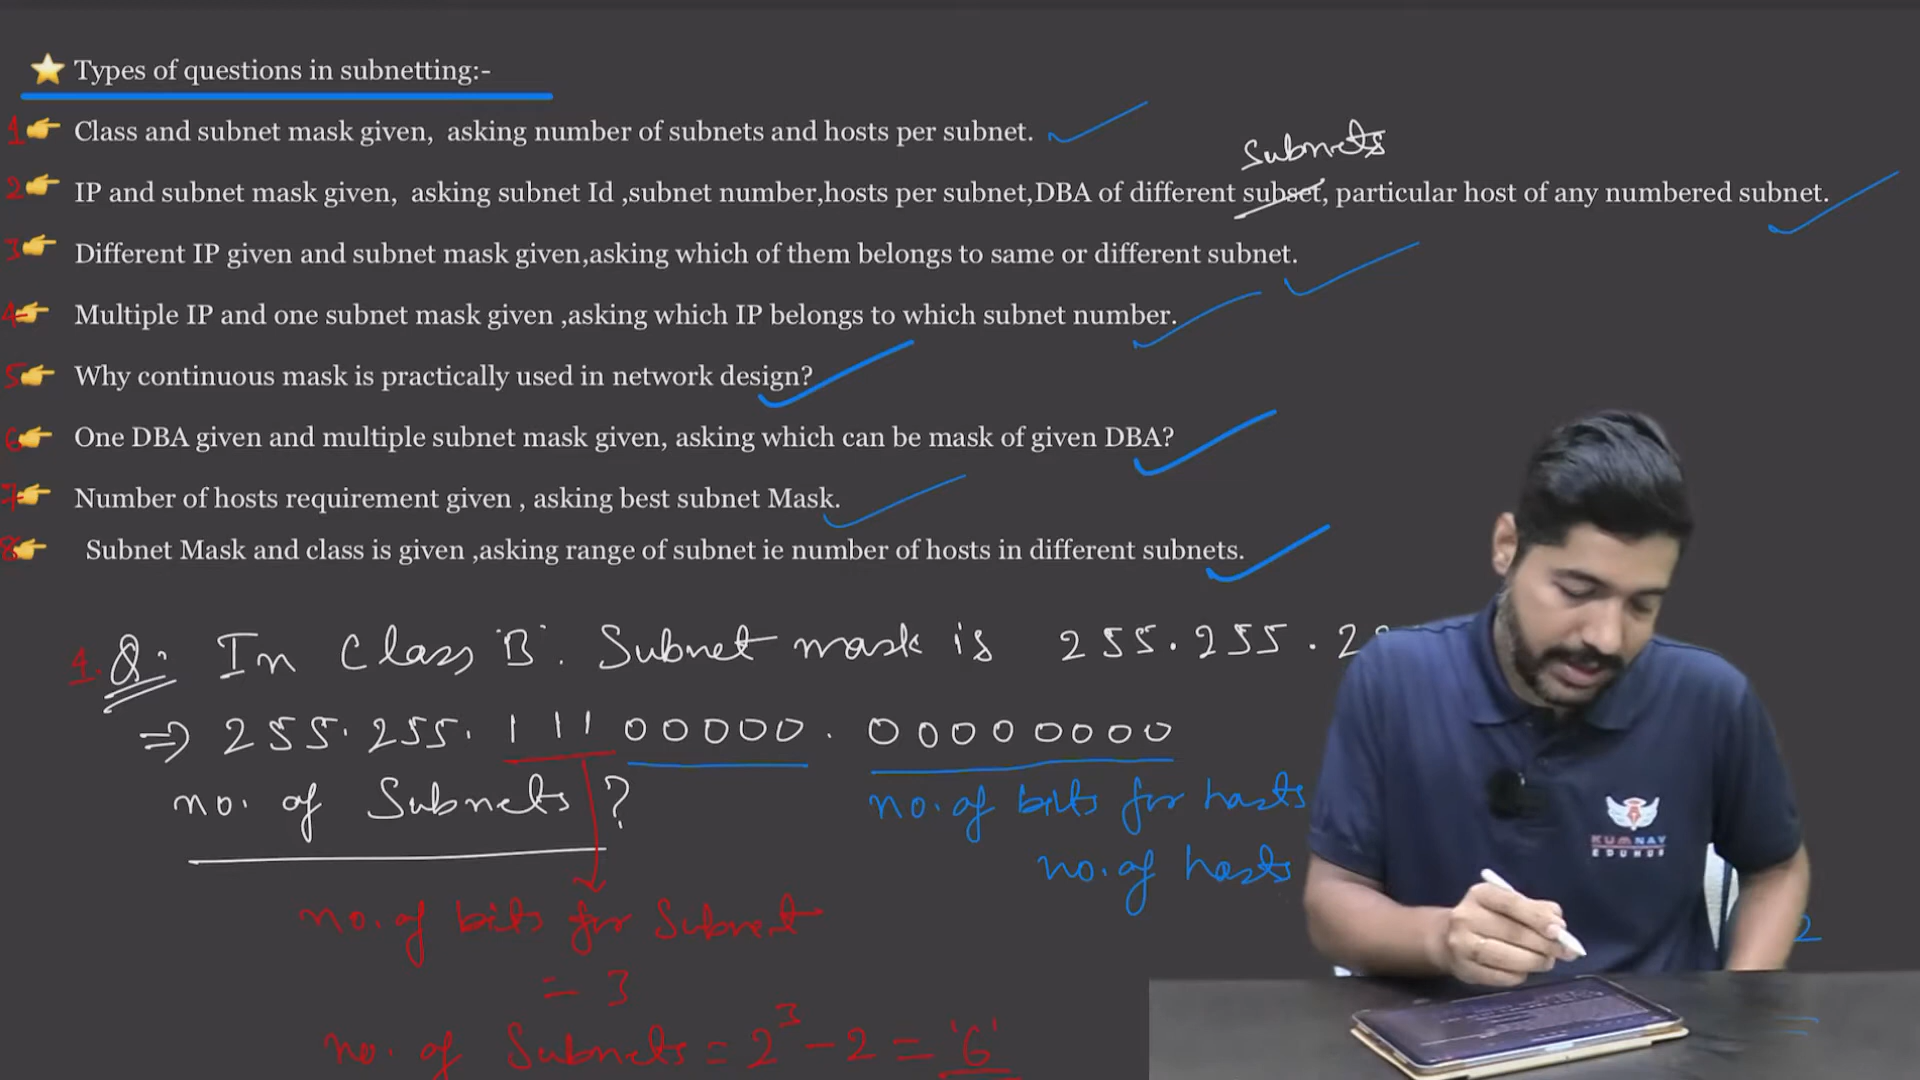 Types of questions in subnetting:-
1 Class and subnet mask given, asking number of subnets and hosts per subnet.
Subnets
2 IP and subnet mask given, asking subnet Id ,subnet number,hosts per subnet,DBA of different subset, particular host of any numbered subnet.
3 Different IP given and subnet mask given,asking which of them belongs to same or different subnet.
4 Multiple IP and one subnet mask given ,asking which IP belongs to which subnet number.
5 Why continuous mask is practically used in network design?
6 One DBA given and multiple subnet mask given, asking which can be mask of given DBA?
7 Number of hosts requirement given , asking best subnet Mask.
8 Subnet Mask and class is given ,asking range of subnet ie number of hosts in different subnets.
1. Q: In Class 'B'. Subnet mask is 255.255.2
⇒ 255.255.11100000.00000000
no. of Subnets ?
no. of bits for hosts
no. of hosts
no. of bits for Subnet
= 3
2
no. of Subnets = 2³ - 2 = '6'
KUMNAV
EDUHUB